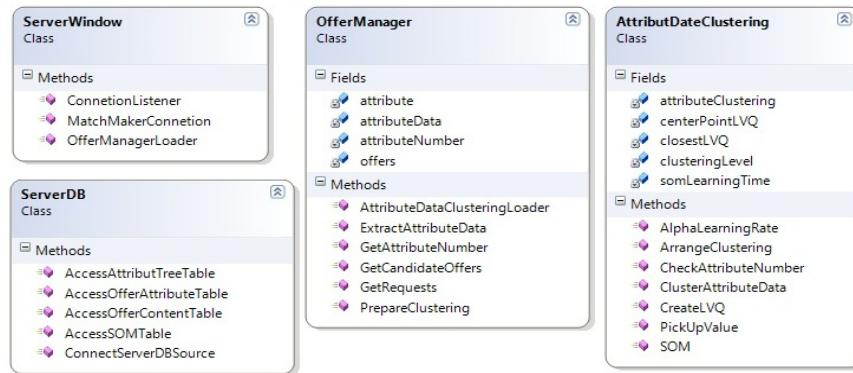 ServerWindow
Class
Methods
ConnetionListener
MatchMakerConnetion
OfferManagerLoader
ServerDB
Class
Methods
AccessAttributTreeTable
AccessOfferAttributeTable
AccessOfferContentTable
AccessSOMTable
ConnectServerDBSource
OfferManager
Class
Fields
attribute
attributeData
attributeNumber
offers
Methods
AttributeDataClusteringLoader
ExtractAttributeData
GetAttributeNumber
GetCandidateOffers
GetRequests
PrepareClustering
AttributDateClustering
Class
Fields
attributeClustering
centerPointLVQ
closestLVQ
clusteringLevel
somLearningTime
Methods
AlphaLearningRate
ArrangeClustering
CheckAttributeNumber
ClusterAttributeData
CreateLVQ
PickUpValue
SOM